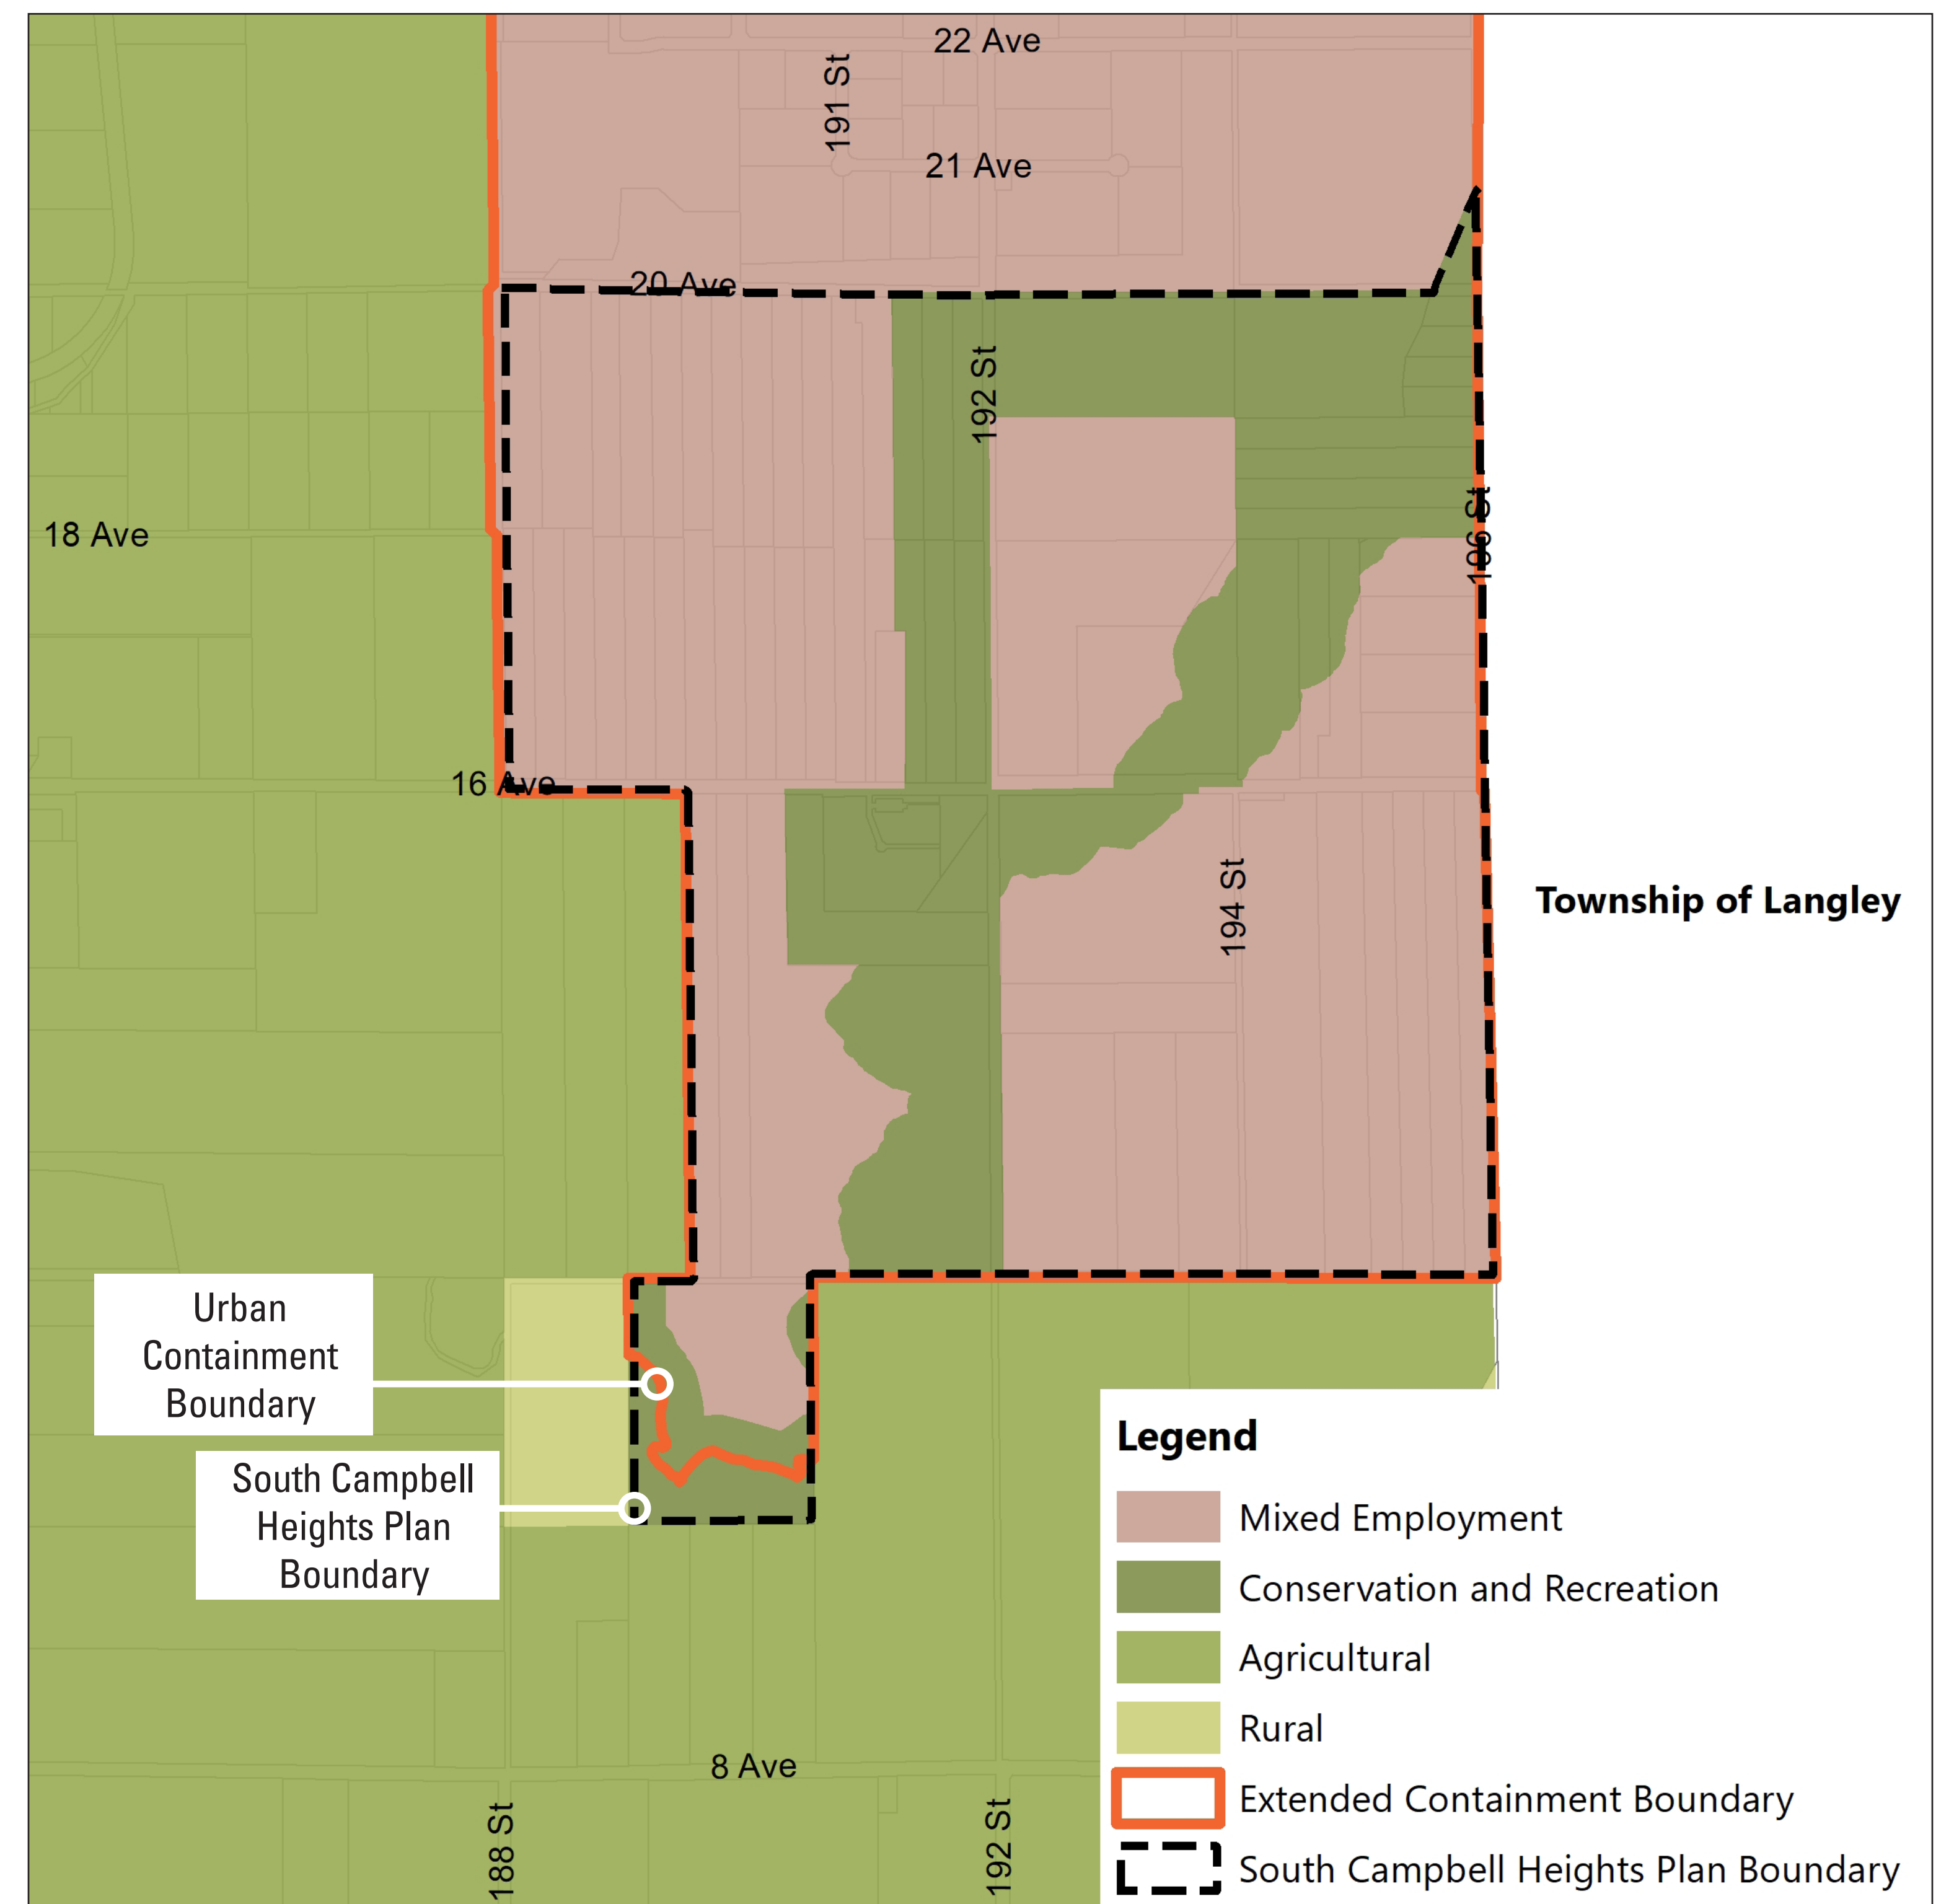 22 Ave
191 St
21 Ave
20 Ave
192 St
18 Ave
196 St
16 Ave
194 St
Township of Langley
Urban
Containment
Boundary
South Campbell
Heights Plan
Boundary
8 Ave
188 St
192 St
Legend
Mixed Employment
Conservation and Recreation
Agricultural
Rural
Extended Containment Boundary
South Campbell Heights Plan Boundary